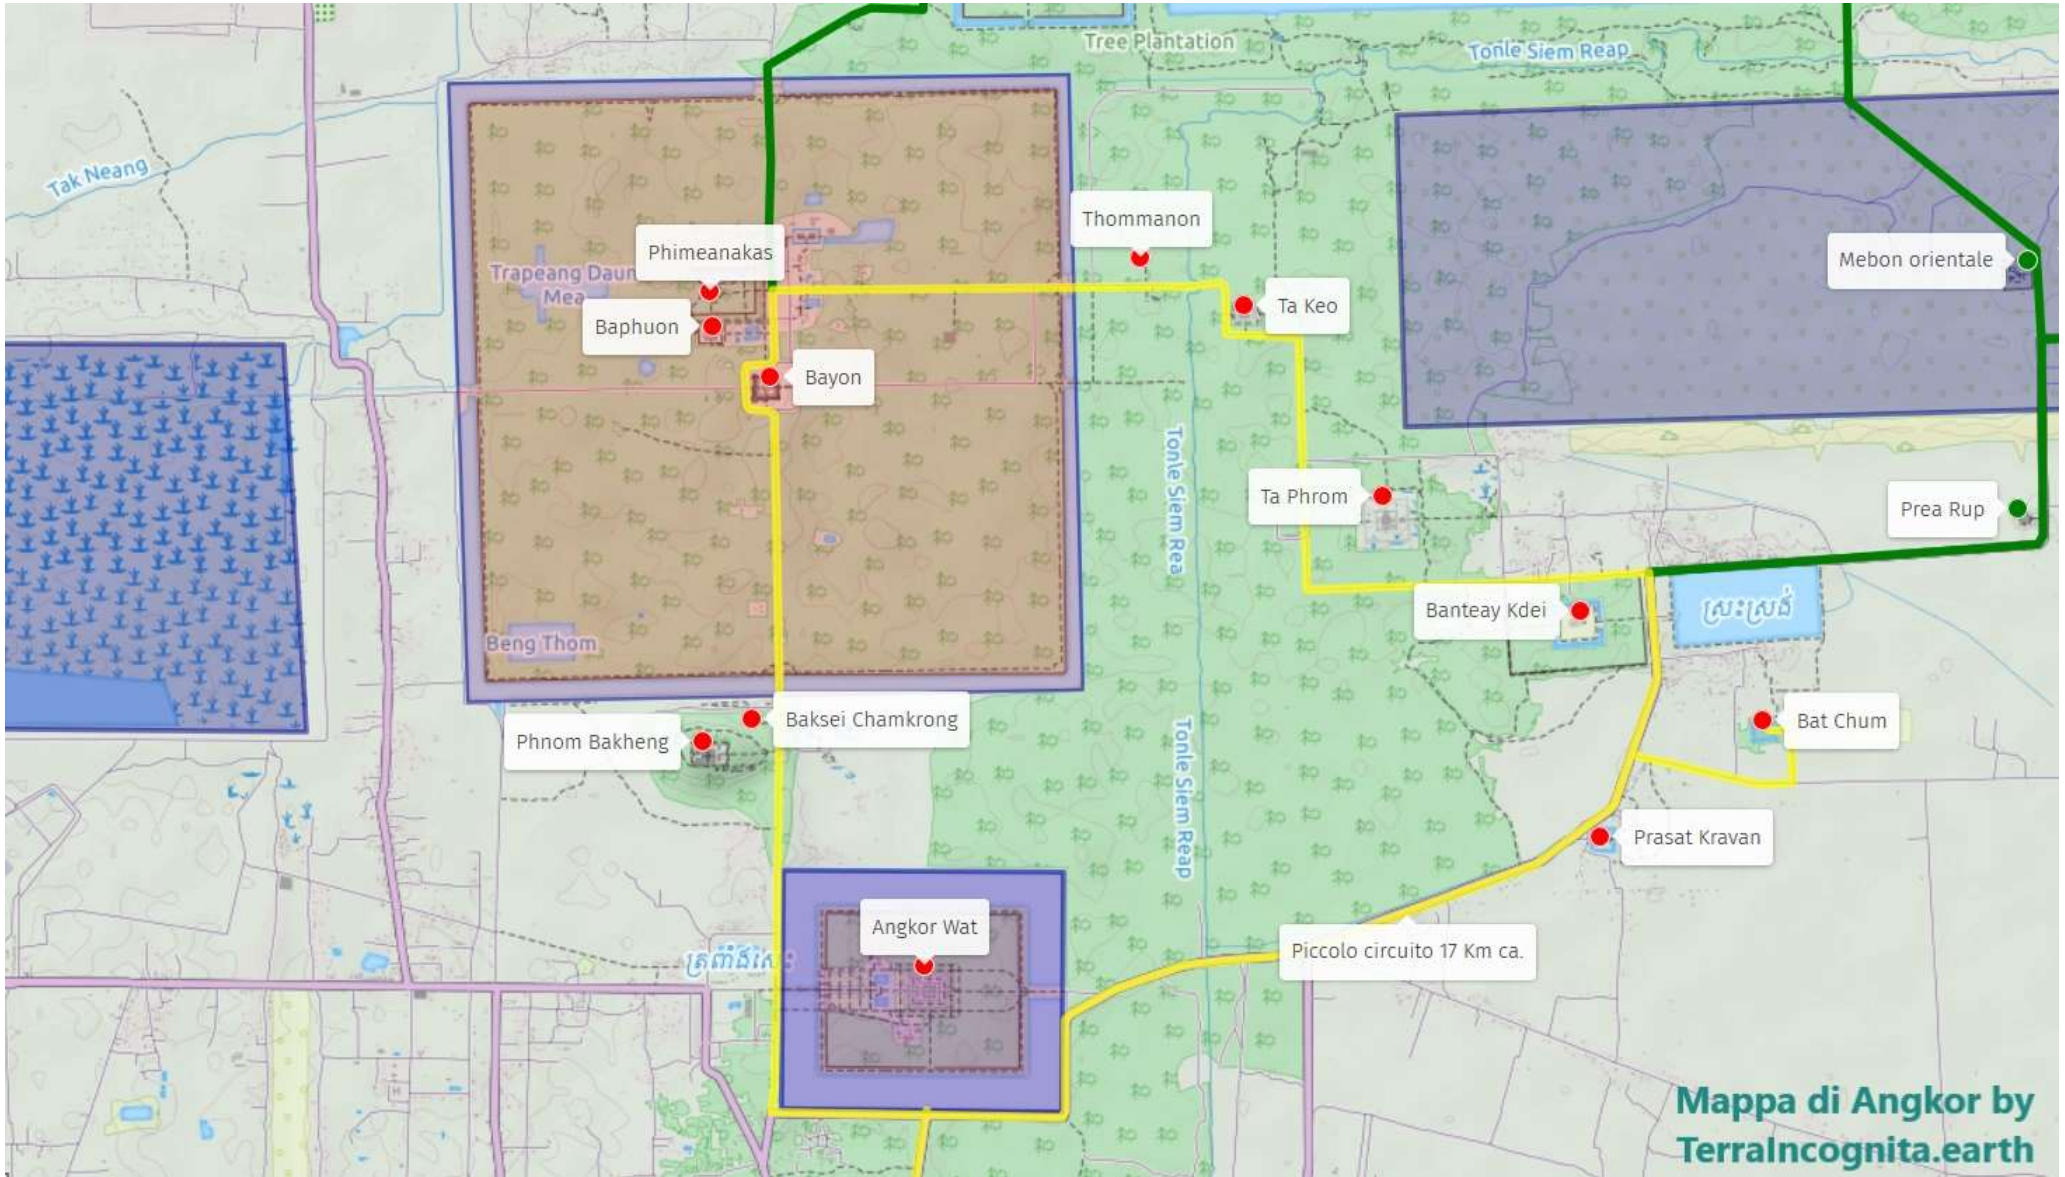 Tree Plantation
Tonle Siem Reap
Tak Neang
Thommanon
Phimeanakas
Mebon orientale
Trapeang Daun
Mea
Ta Keo
Baphuon
Bayon
Tonle Siem Rea
Ta Phrom
Prea Rup
Banteay Kdei
ស្រះស្រង់
Beng Thom
Baksei Chamkrong
Bat Chum
Phnom Bakheng
Tonle Siem Reap
Prasat Kravan
Angkor Wat
Piccolo circuito 17 Km ca.
Mappa di Angkor by
TerraIncognita.earth